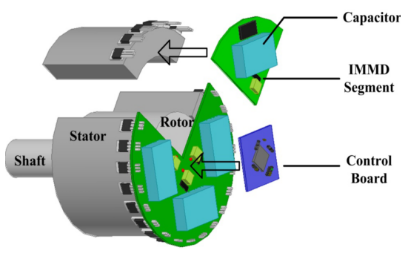 Capacitor
IMMD
Segment
Rotor
Stator
Shaft
Control
Board